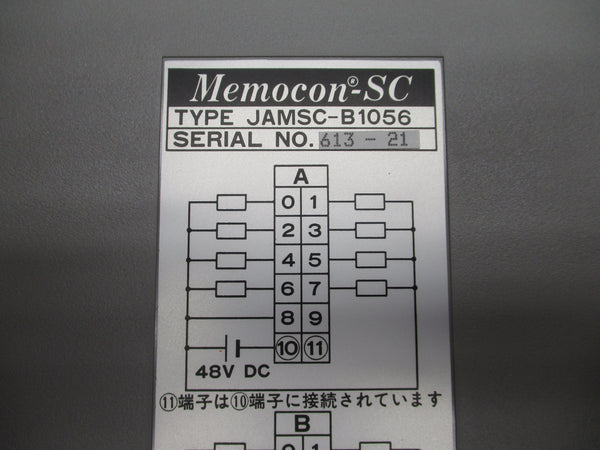 Memocon®-SC
TYPE JAMSC-B1056
SERIAL NO. 613-21
A
0 1
2 3
4 5
6 7
8 9
⑩ ⑪
48V DC
⑪端子は⑩端子に接続されています
B
0 1